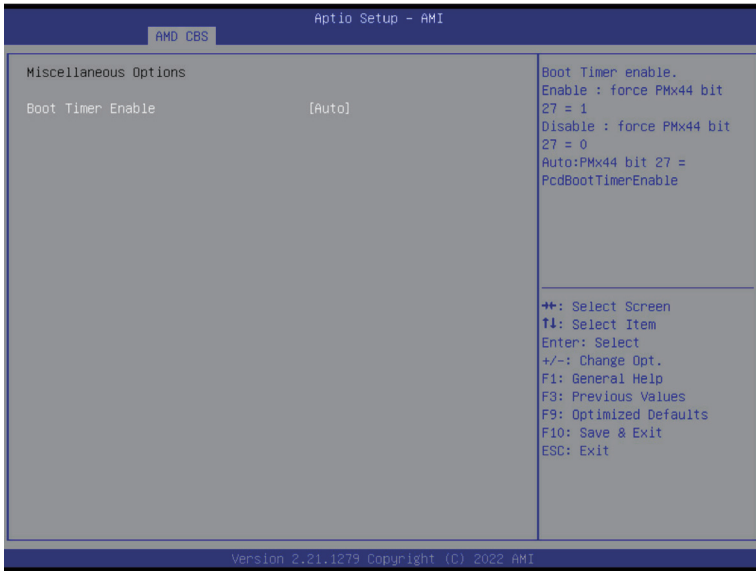 Aptio Setup – AMI
AMD CBS
Miscellaneous Options
Boot Timer Enable [Auto]
Boot Timer enable.
Enable : force PMx44 bit
27 = 1
Disable : force PMx44 bit
27 = 0
Auto:PMx44 bit 27 =
PcdBootTimerEnable
→←: Select Screen
↑↓: Select Item
Enter: Select
+/-: Change Opt.
F1: General Help
F3: Previous Values
F9: Optimized Defaults
F10: Save & Exit
ESC: Exit
Version 2.21.1279 Copyright (C) 2022 AMI